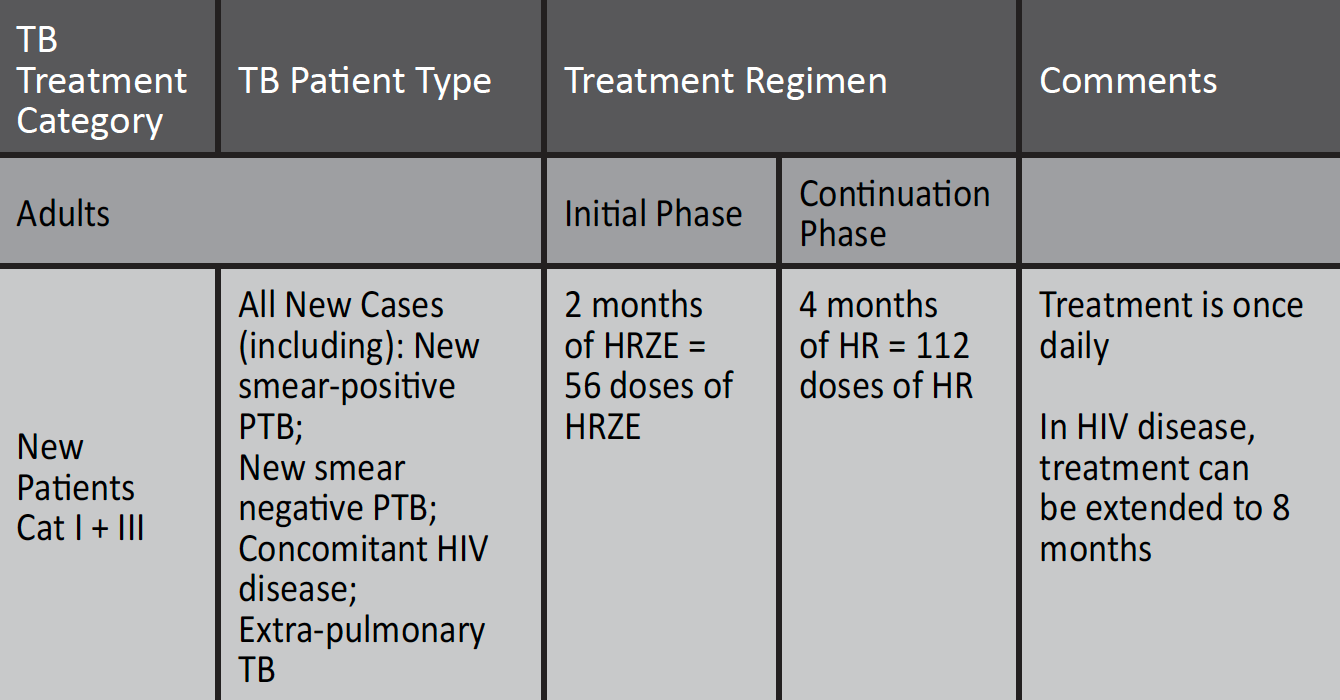 TB
Treatment
Category
TB Patient Type
Treatment Regimen
Comments
Adults
Initial Phase
Continuation
Phase
New
Patients
Cat I + III
All New Cases
(including): New
smear-positive
PTB;
New smear
negative PTB;
Concomitant HIV
disease;
Extra-pulmonary
TB
2 months
of HRZE =
56 doses of
HRZE
4 months
of HR = 112
doses of HR
Treatment is once
daily
In HIV disease,
treatment can
be extended to 8
months